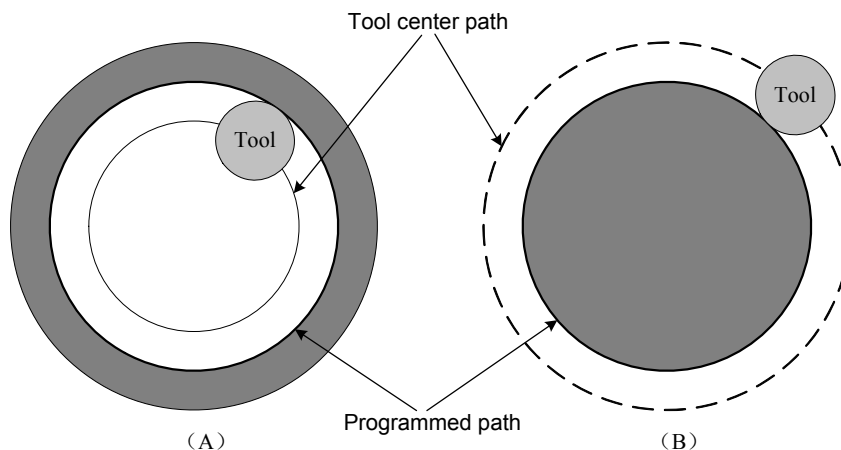 Tool center path
Tool
Tool
Programmed path
（A）
（B）